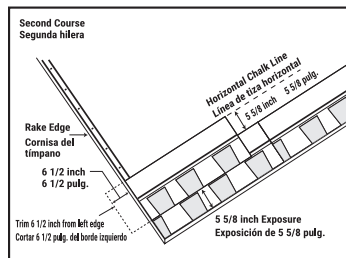 Second Course
Segunda hilera
Horizontal Chalk Line
Línea de tiza horizontal
5 5/8 inch 5 5/8 pulg.
Rake Edge
Cornisa del
tímpano
6 1/2 inch
6 1/2 pulg.
Trim 6 1/2 inch from left edge
Cortar 6 1/2 pulg. del borde izquierdo
5 5/8 inch Exposure
Exposición de 5 5/8 pulg.